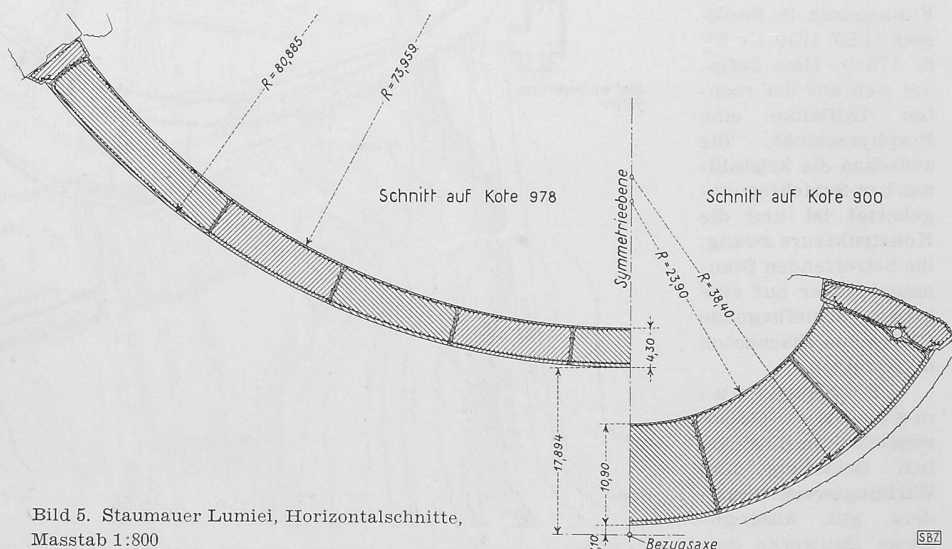 R=80,885
R=73,959
Schnitt auf Kote 978
Symmetrieebene
Schnitt auf Kote 900
R=23,90
R=38,40
4,30
17,894
10,90
Bezugsaxe
Bild 5. Staumauer Lumiei, Horizontalschnitte,
Masstab 1:800
SBZ